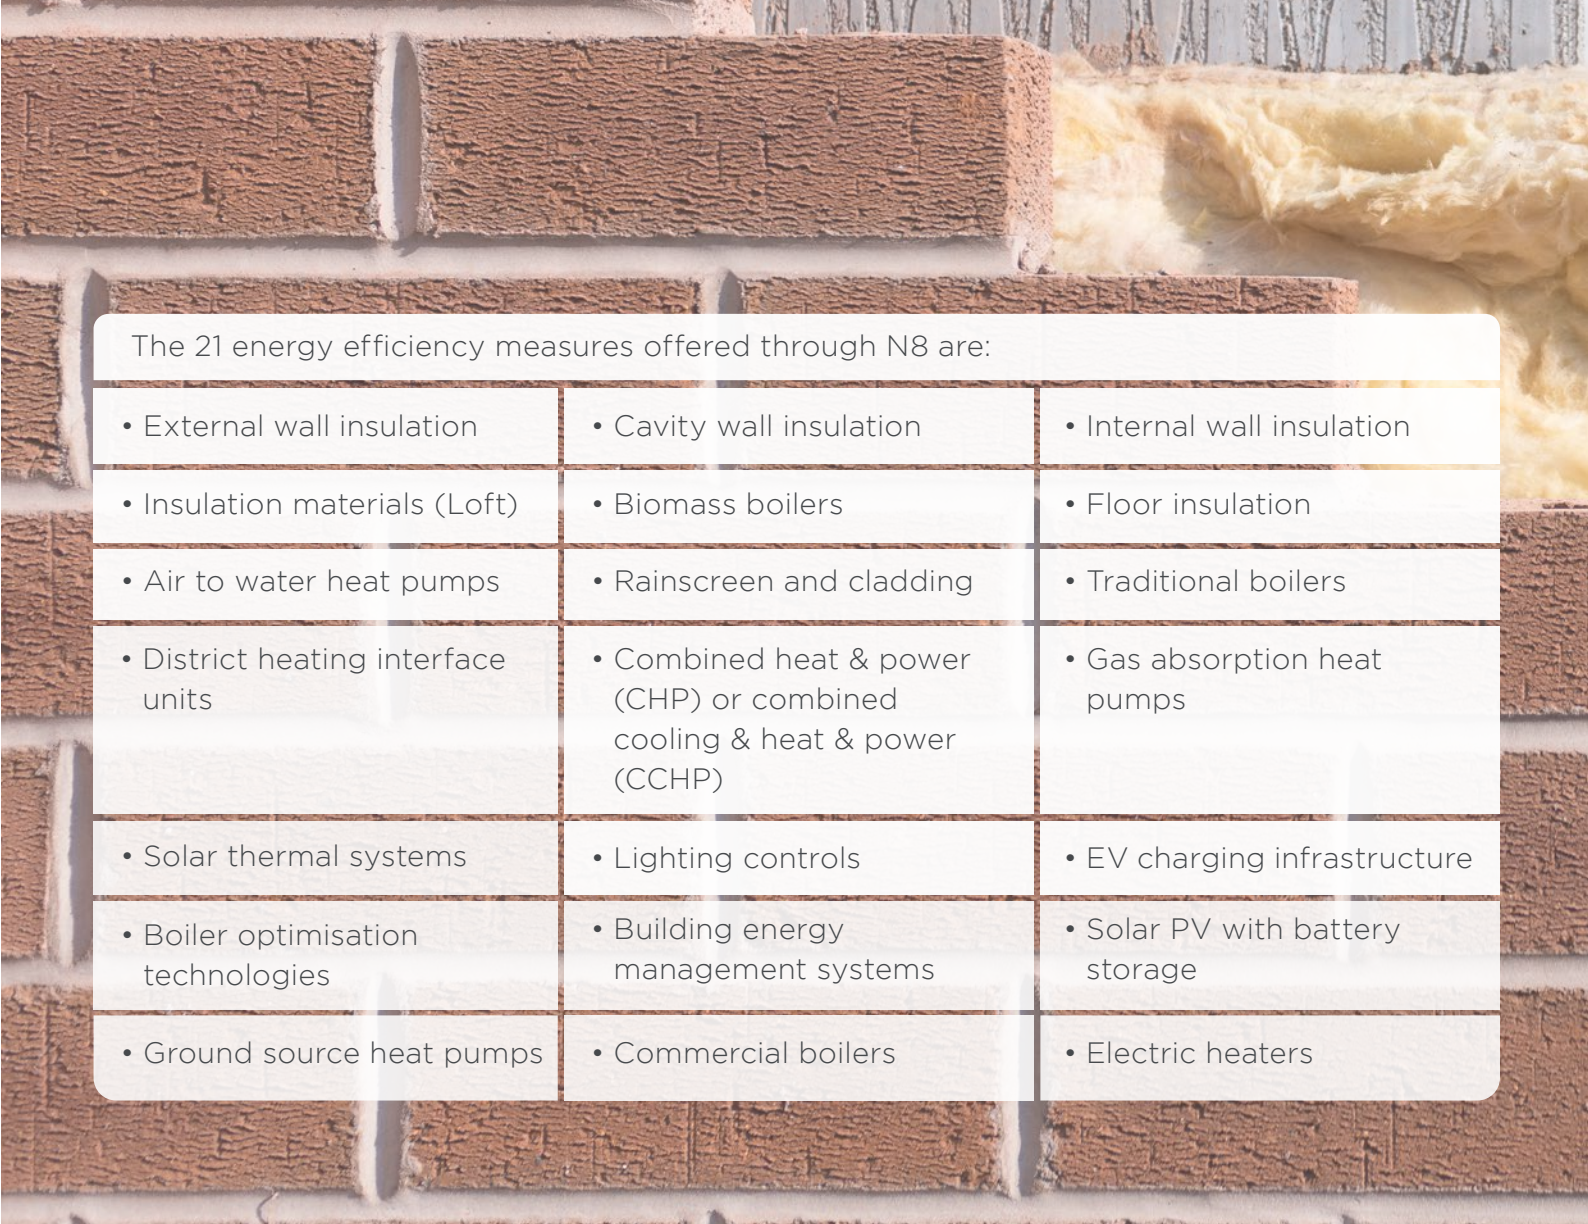 The 21 energy efficiency measures offered through N8 are:
• External wall insulation
• Cavity wall insulation
• Internal wall insulation
• Insulation materials (Loft)
• Biomass boilers
• Floor insulation
• Air to water heat pumps
• Rainscreen and cladding
• Traditional boilers
• District heating interface
units
• Combined heat & power
(CHP) or combined
cooling & heat & power
(CCHP)
• Gas absorption heat
pumps
• Solar thermal systems
• Lighting controls
• EV charging infrastructure
• Boiler optimisation
technologies
• Building energy
management systems
• Solar PV with battery
storage
• Ground source heat pumps
• Commercial boilers
• Electric heaters